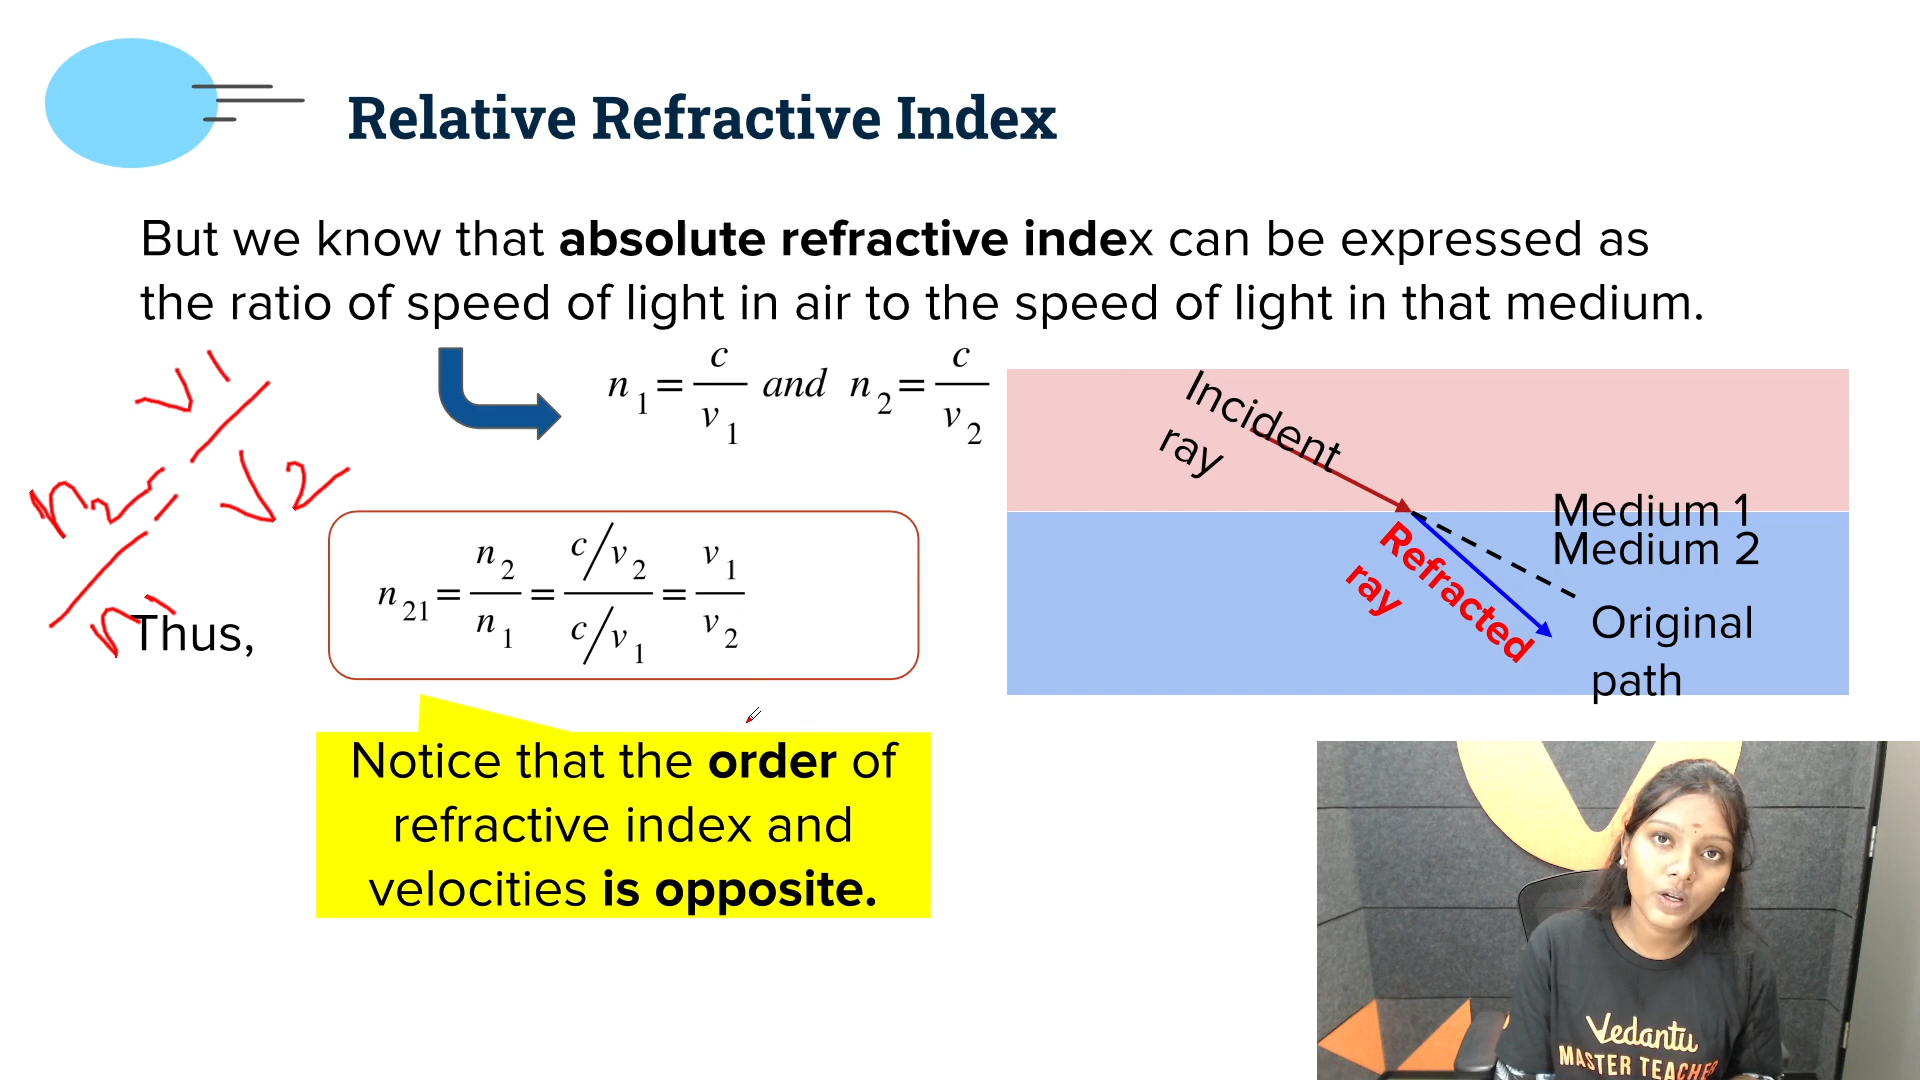 Relative Refractive Index
But we know that absolute refractive index can be expressed as
the ratio of speed of light in air to the speed of light in that medium.
n₁ = c/v₁ and n₂ = c/v₂
n₂/n₁ = v₁/v₂
Thus,
n₂₁ = n₂/n₁ = (c/v₂)/(c/v₁) = v₁/v₂
Notice that the order of
refractive index and
velocities is opposite.
Incident
ray
Medium 1
Medium 2
Refracted
ray
Original
path
Vedantu
MASTER TEACHER